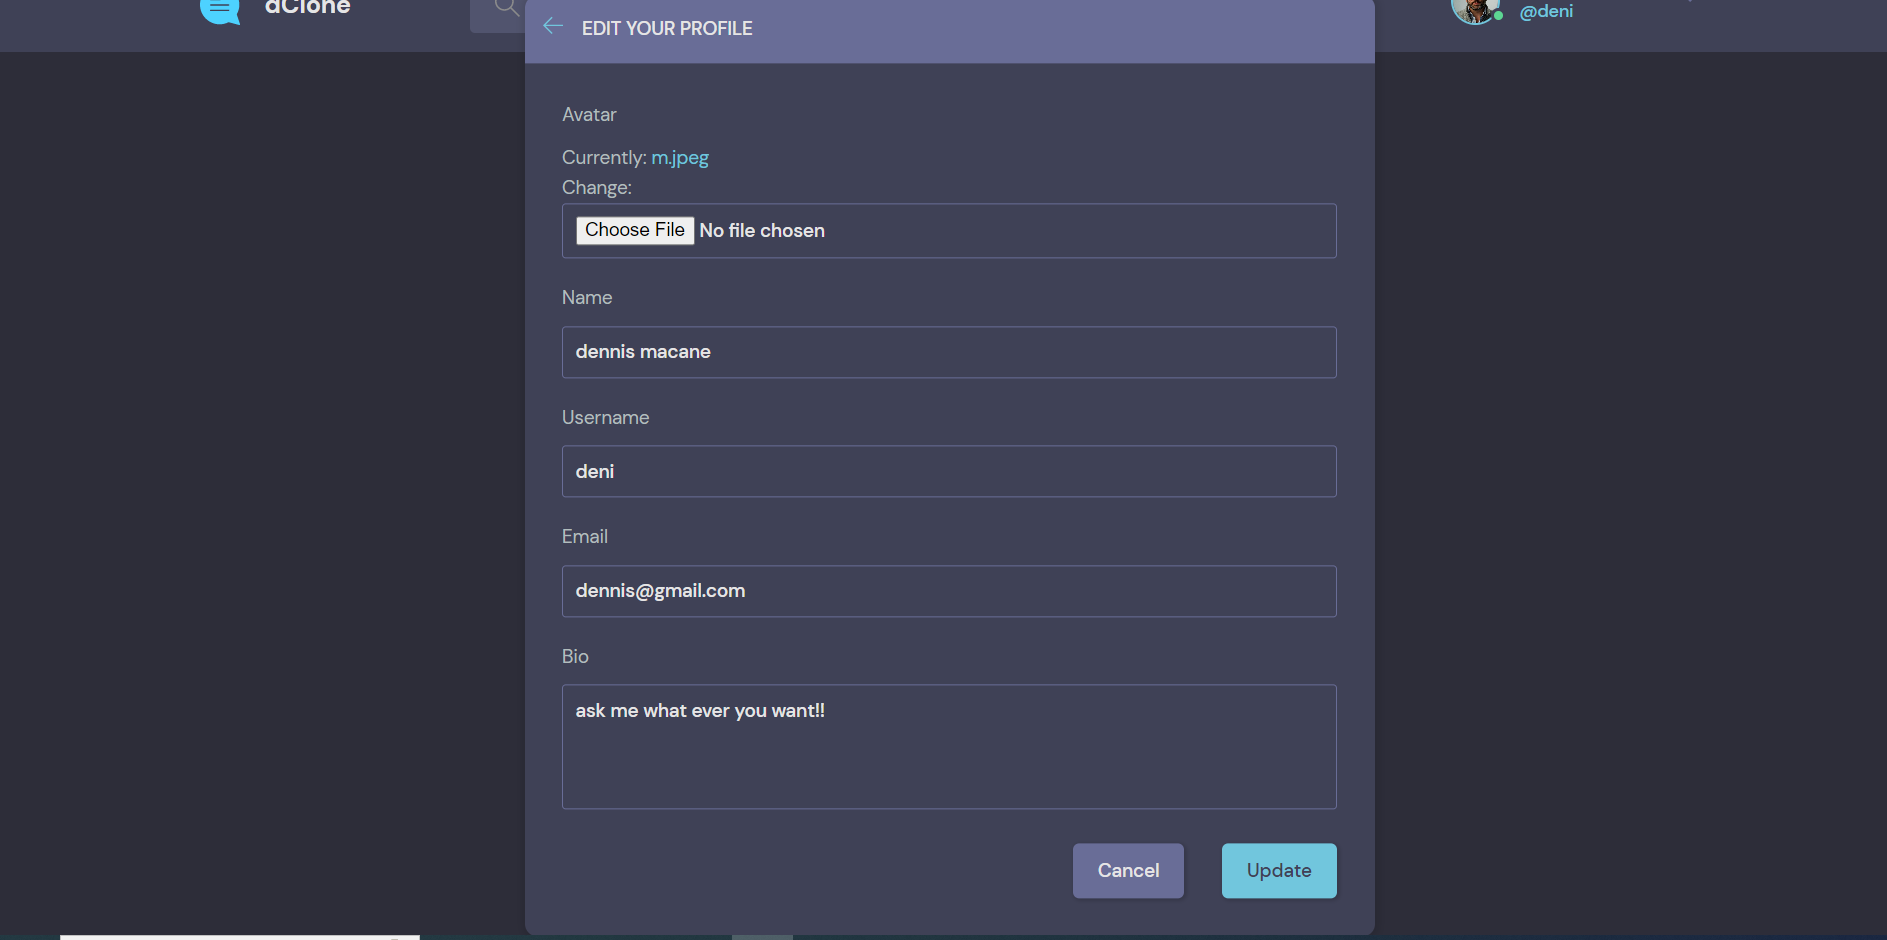 dClone
@deni
EDIT YOUR PROFILE
Avatar
Currently: m.jpeg
Change:
Choose File No file chosen
Name
dennis macane
Username
deni
Email
dennis@gmail.com
Bio
ask me what ever you want!!
Cancel Update